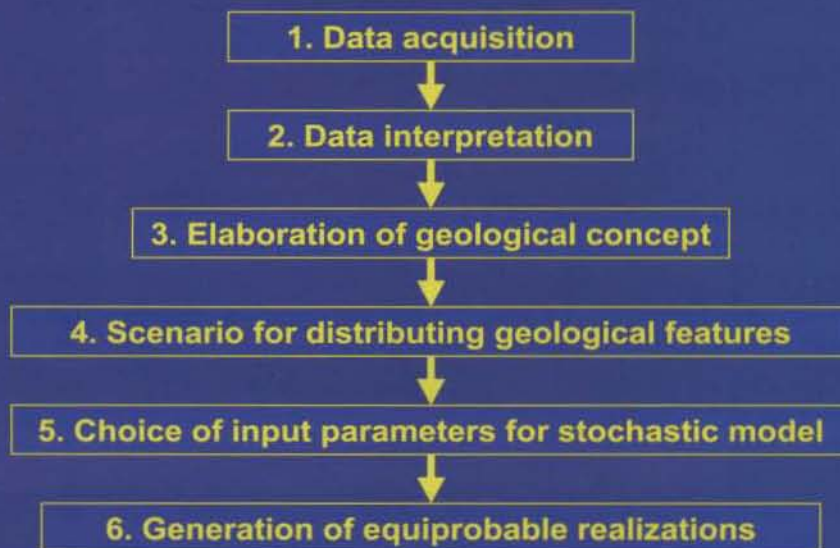 1. Data acquisition
2. Data interpretation
3. Elaboration of geological concept
4. Scenario for distributing geological features
5. Choice of input parameters for stochastic model
6. Generation of equiprobable realizations